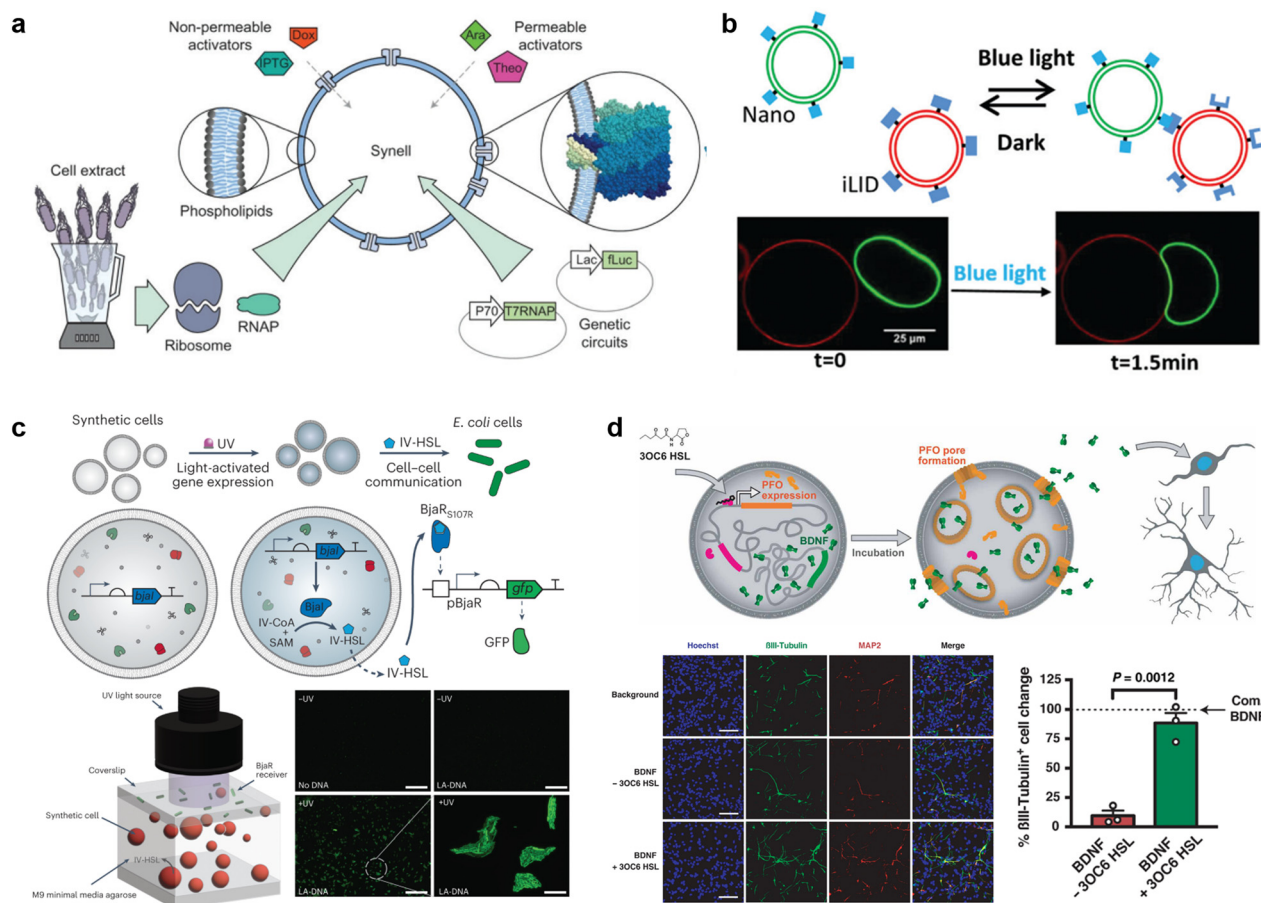 a
Non-permeable
activators
Dox
IPTG
Ara
Permeable
activators
Theo
Synell
Cell extract
Phospholipids
Ribosome
RNAP
Lac
fLuc
P70
T7RNAP
Genetic
circuits
b
Nano
iLID
Blue light
Dark
Blue light
25 µm
t=0
t=1.5min
c
Synthetic cells
UV
Light-activated
gene expression
IV-HSL
Cell–cell
communication
E. coli cells
bjaI
bjaI
BjaI
IV-CoA
+
SAM
IV-HSL
IV-HSL
BjaRS107R
pBjaR
gfp
GFP
UV light source
Coverslip
BjaR
receiver
Synthetic cell
IV-HSL
M9 minimal media agarose
–UV
No DNA
–UV
LA-DNA
+UV
LA-DNA
+UV
LA-DNA
d
3OC6 HSL
PFO
expression
BDNF
Incubation
PFO pore
formation
Hoechst
ßIII-Tubulin
MAP2
Merge
Background
BDNF
– 3OC6 HSL
BDNF
+ 3OC6 HSL
% ßIII-Tubulin+ cell change
P = 0.0012
Com
BDNF
125
100
75
50
25
0
BDNF
– 3OC6 HSL
BDNF
+ 3OC6 HSL